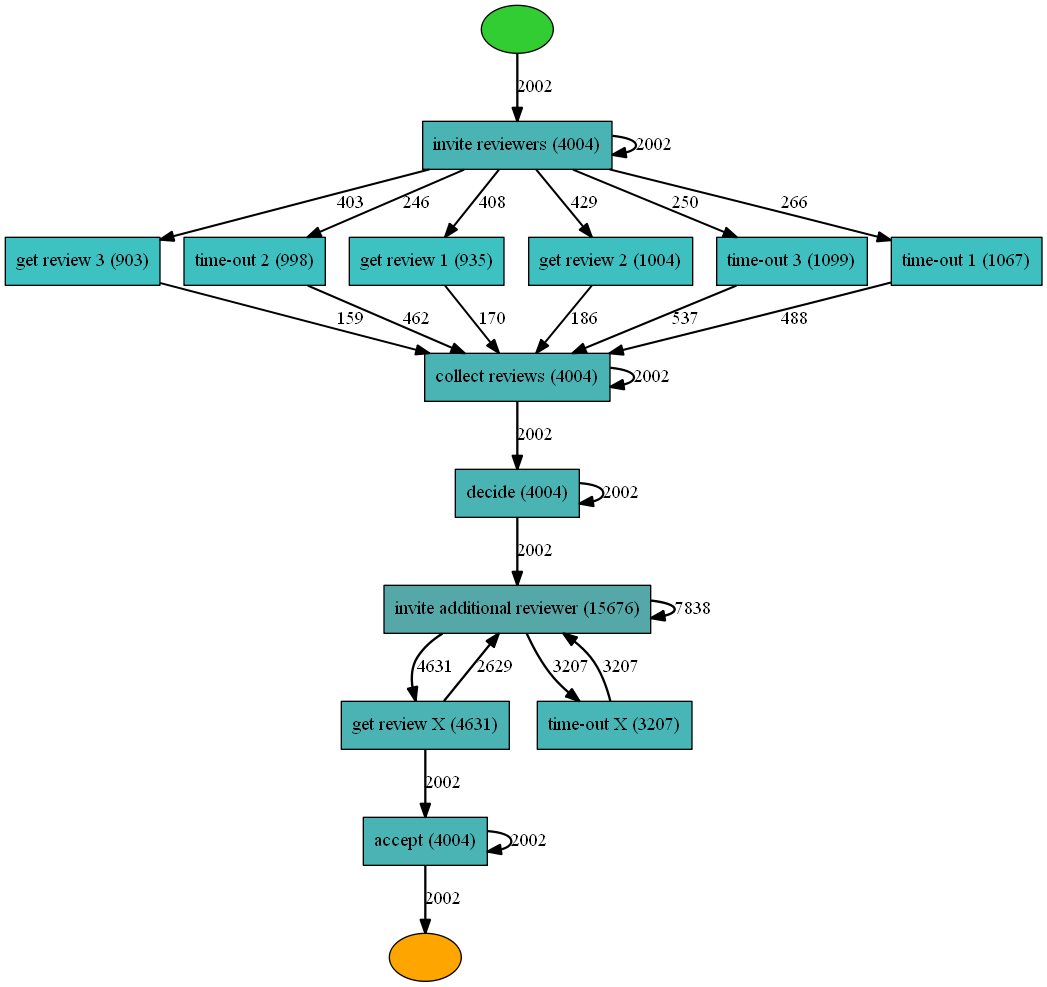 2002
invite reviewers (4004)
2002
403
246
408
429
250
266
get review 3 (903)
time-out 2 (998)
get review 1 (935)
get review 2 (1004)
time-out 3 (1099)
time-out 1 (1067)
159
462
170
186
537
488
collect reviews (4004)
2002
2002
decide (4004)
2002
2002
invite additional reviewer (15676)
7838
4631
2629
3207
3207
get review X (4631)
time-out X (3207)
2002
accept (4004)
2002
2002